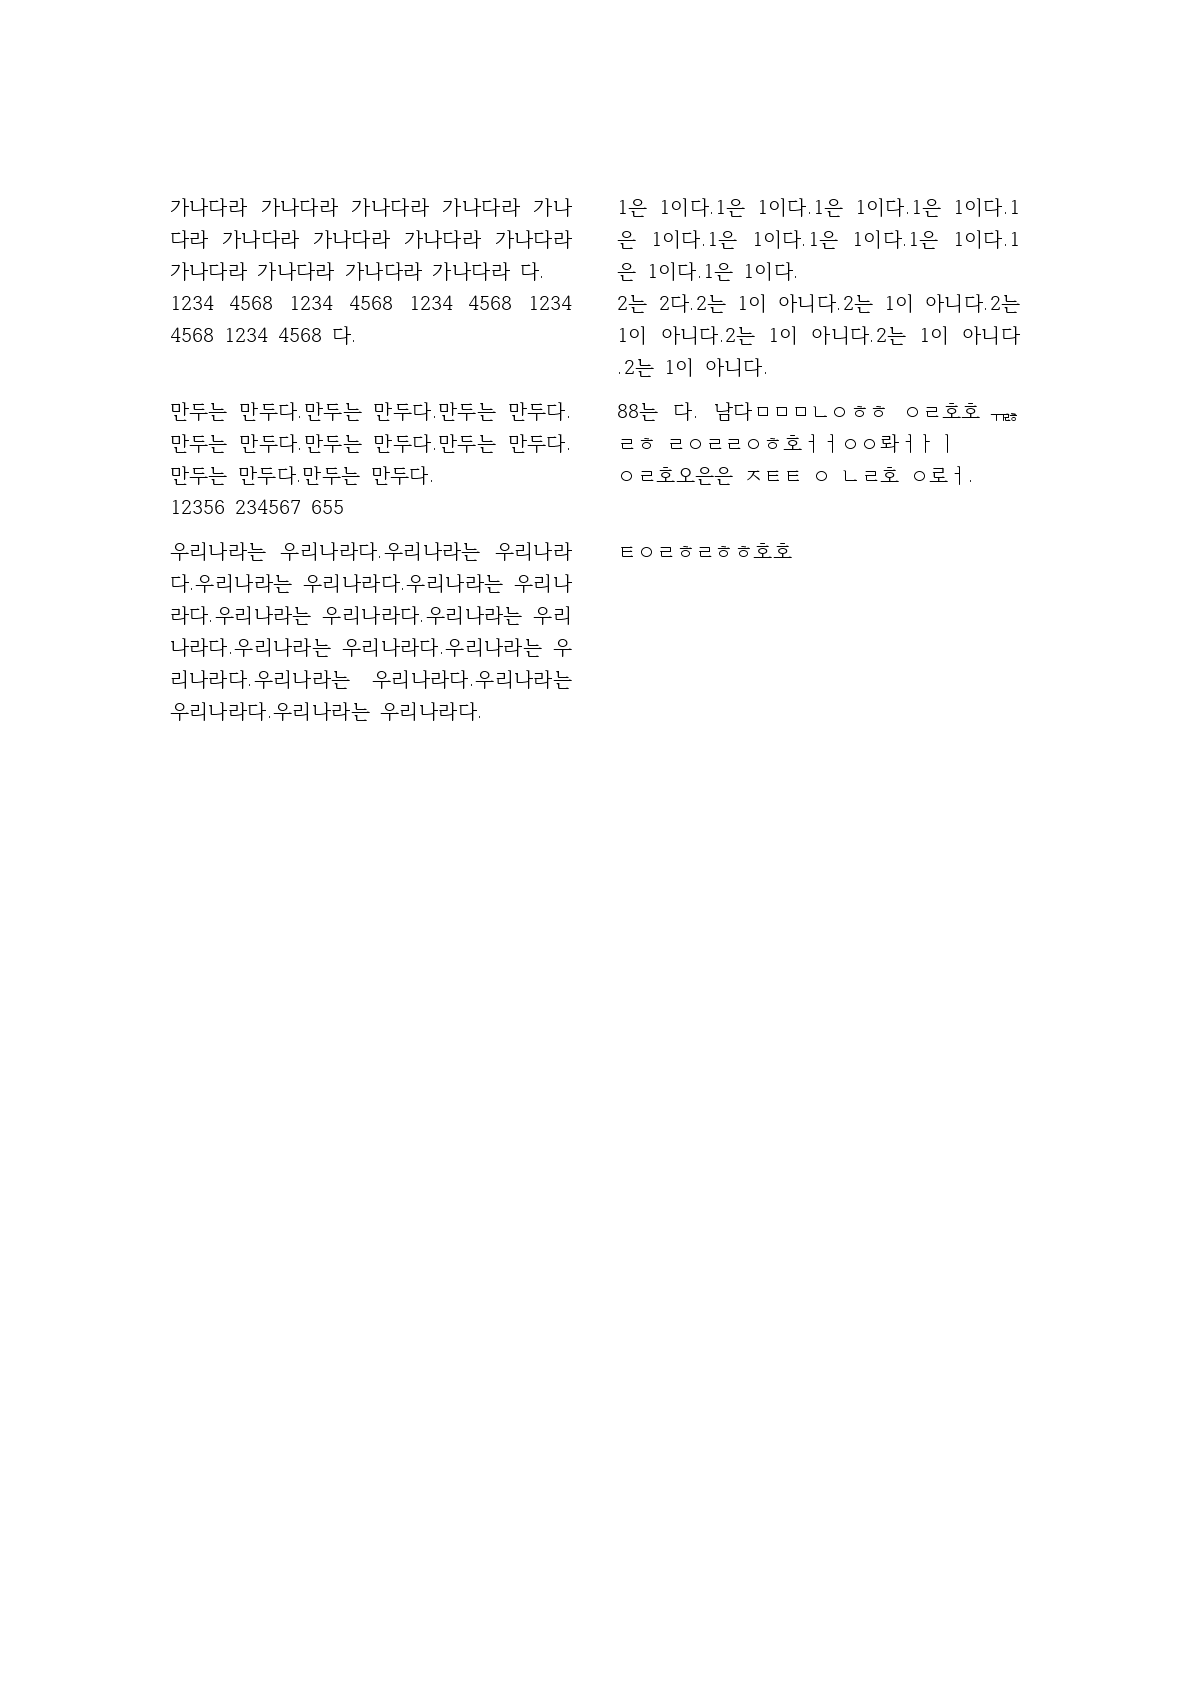 가나다라 가나다라 가나다라 가나다라 가나
다라 가나다라 가나다라 가나다라 가나다라
가나다라 가나다라 가나다라 가나다라 다.
1234 4568 1234 4568 1234 4568 1234
4568 1234 4568 다.
만두는 만두다.만두는 만두다.만두는 만두다.
만두는 만두다.만두는 만두다.만두는 만두다.
만두는 만두다.만두는 만두다.
12356 234567 655
우리나라는 우리나라다.우리나라는 우리나라
다.우리나라는 우리나라다.우리나라는 우리나
라다.우리나라는 우리나라다.우리나라는 우리
나라다.우리나라는 우리나라다.우리나라는 우
리나라다.우리나라는 우리나라다.우리나라는
우리나라다.우리나라는 우리나라다.
1은 1이다.1은 1이다.1은 1이다.1은 1이다.1
은 1이다.1은 1이다.1은 1이다.1은 1이다.1
은 1이다.1은 1이다.
2는 2다.2는 1이 아니다.2는 1이 아니다.2는
1이 아니다.2는 1이 아니다.2는 1이 아니다
.2는 1이 아니다.
88는 다. 남다ㅁㅁㅁㄴㅇㅎㅎ ㅇㄹ호호
ㄹㅎ ㄹㅇㄹㄹㅇㅎ호ㅓㅓㅇㅇ롸ㅓㅏㅣ
ㅇㄹ호오은은 ㅈㅌㅌ ㅇ ㄴㄹ호 ㅇ로ㅓ.
ㅌㅇㄹㅎㄹㅎㅎ호호